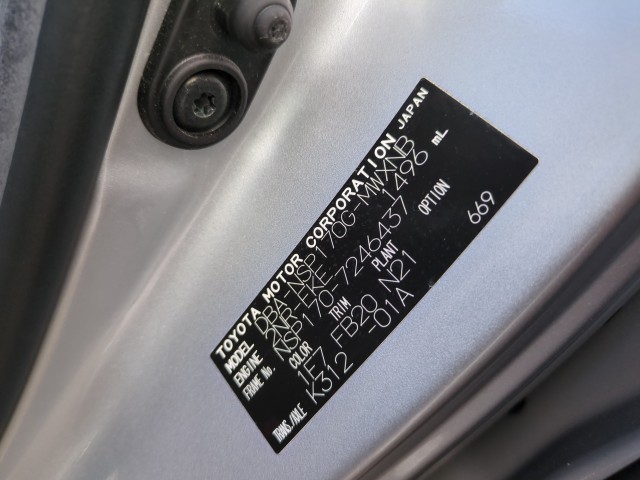 TOYOTA MOTOR CORPORATION JAPAN
MODEL DBA-NSP170G-MWXNB
ENGINE 2NR-FKE 1496 mL
FRAME No. NSP170-7246437
COLOR TRIM PLANT OPTION
1F7 FB20 N21
TRANS./AXLE K312 -01A 669